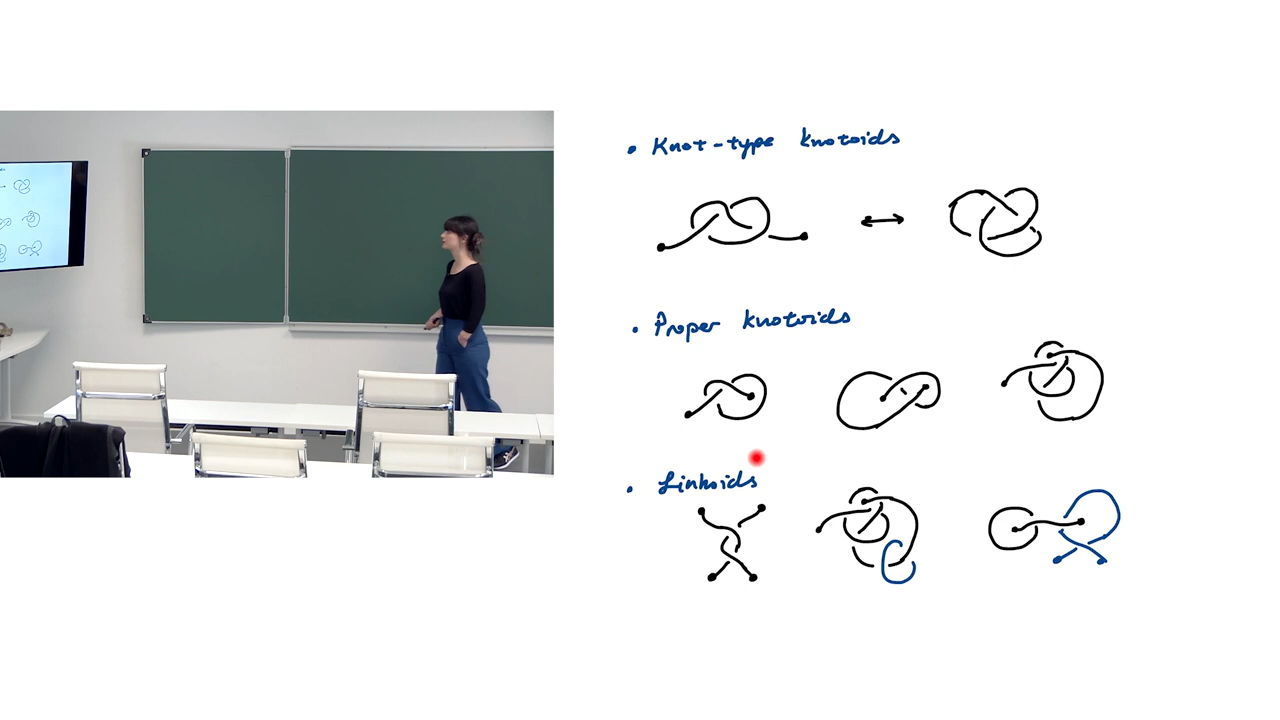 • Knot-type knotoids
• Proper knotoids
• Linkoids